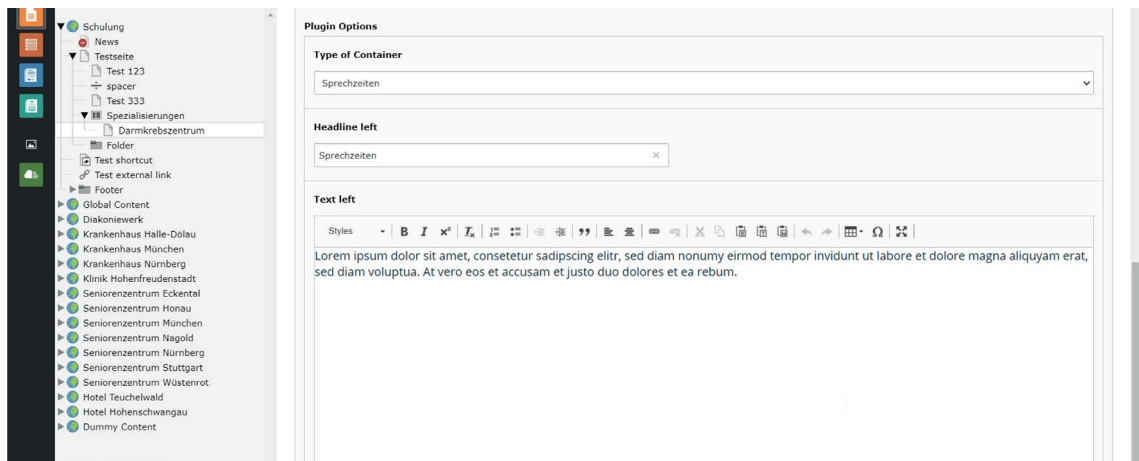 Schulung
News
Testseite
Test 123
spacer
Test 333
Spezialisierungen
Darmkrebszentrum
Folder
Test shortcut
Test external link
Footer
Global Content
Diakoniewerk
Krankenhaus Halle-Dölau
Krankenhaus München
Krankenhaus Nürnberg
Klinik Hohenfreudenstadt
Seniorenzentrum Eckental
Seniorenzentrum Honau
Seniorenzentrum München
Seniorenzentrum Nagold
Seniorenzentrum Nürnberg
Seniorenzentrum Stuttgart
Seniorenzentrum Wüstenrot
Hotel Teuchelwald
Hotel Hohenschwangau
Dummy Content
Plugin Options
Type of Container
Sprechzeiten
Headline left
Sprechzeiten
Text left
Styles
Lorem ipsum dolor sit amet, consetetur sadipscing elitr, sed diam nonumy eirmod tempor invidunt ut labore et dolore magna aliquyam erat,
sed diam voluptua. At vero eos et accusam et justo duo dolores et ea rebum.